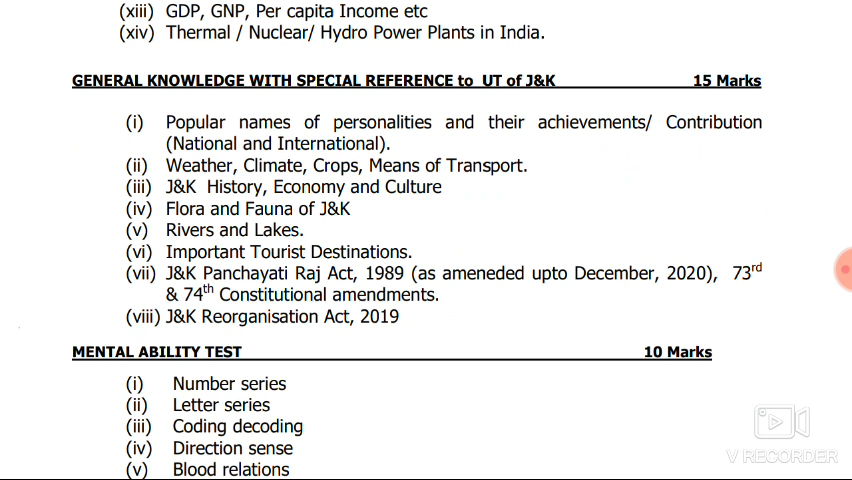 (xiii) GDP, GNP, Per capita Income etc
(xiv) Thermal / Nuclear/ Hydro Power Plants in India.
GENERAL KNOWLEDGE WITH SPECIAL REFERENCE to UT of J&K 15 Marks
(i) Popular names of personalities and their achievements/ Contribution
(National and International).
(ii) Weather, Climate, Crops, Means of Transport.
(iii) J&K History, Economy and Culture
(iv) Flora and Fauna of J&K
(v) Rivers and Lakes.
(vi) Important Tourist Destinations.
(vii) J&K Panchayati Raj Act, 1989 (as ameneded upto December, 2020), 73rd
& 74th Constitutional amendments.
(viii) J&K Reorganisation Act, 2019
MENTAL ABILITY TEST 10 Marks
(i) Number series
(ii) Letter series
(iii) Coding decoding
(iv) Direction sense
(v) Blood relations
V RECORDER